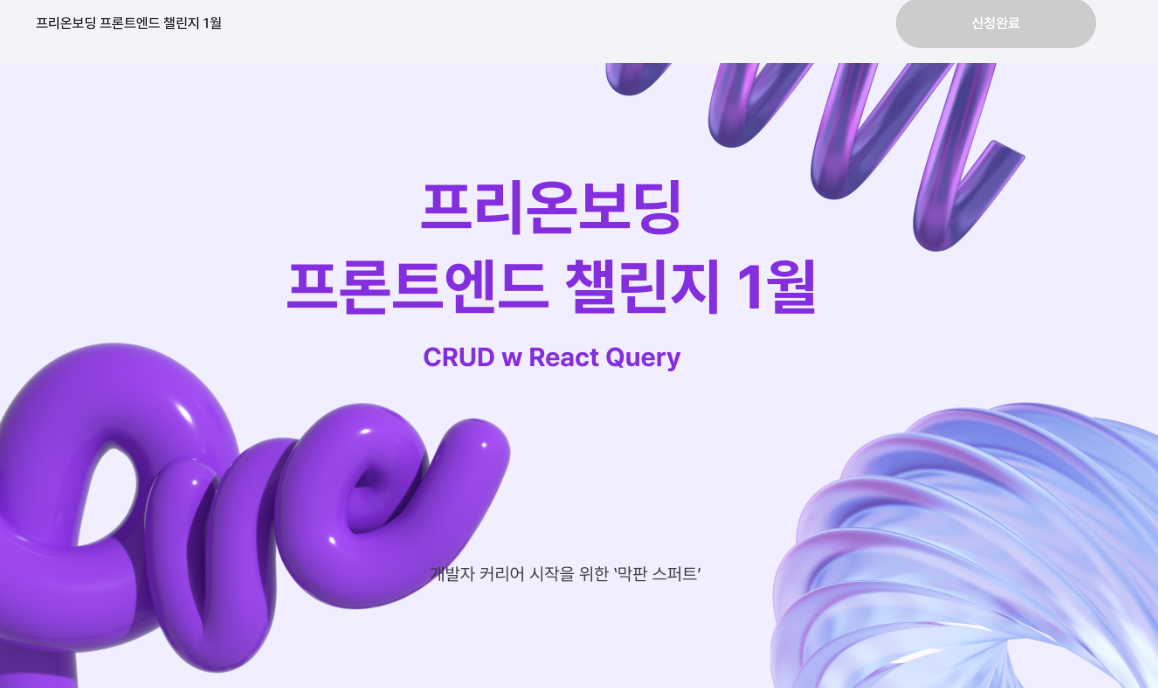 프리온보딩 프론트엔드 챌린지 1월
신청완료
프리온보딩
프론트엔드 챌린지 1월
CRUD w React Query
개발자 커리어 시작을 위한 ‘막판 스퍼트’